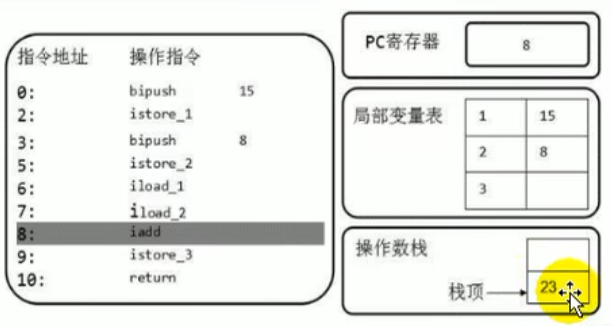 指令地址 操作指令
0: bipush 15
2: istore_1
3: bipush 8
5: istore_2
6: iload_1
7: iload_2
8: iadd
9: istore_3
10: return
PC寄存器 8
局部变量表
1 15
2 8
3
操作数栈
栈顶 23